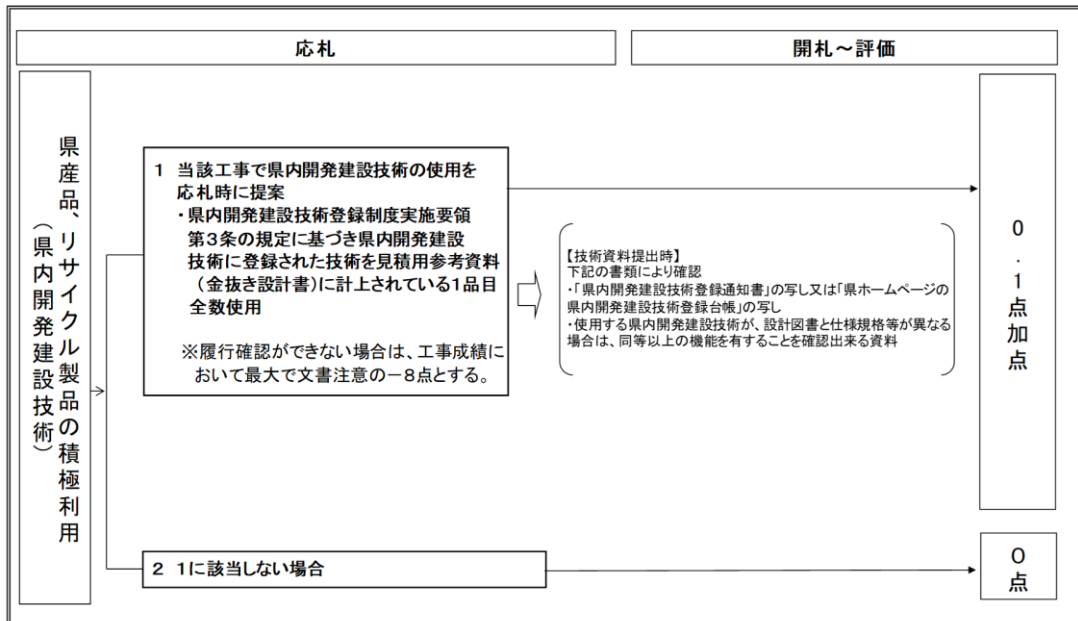 応札
開札～評価
県産品、リサイクル製品の積極利用
（県内開発建設技術）
１　当該工事で県内開発建設技術の使用を
応札時に提案
・県内開発建設技術登録制度実施要領
第３条の規定に基づき県内開発建設
技術に登録された技術を見積用参考資料
（金抜き設計書）に計上されている１品目
全数使用
※履行確認ができない場合は、工事成績に
おいて最大で文書注意の－８点とする。
【技術資料提出時】
下記の書類により確認
・「県内開発建設技術登録通知書」の写し又は「県ホームページの
県内開発建設技術登録台帳」の写し
・使用する県内開発建設技術が、設計図書と仕様規格等が異なる
場合は、同等以上の機能を有することを確認出来る資料
０．１点加点
２　１に該当しない場合
０点